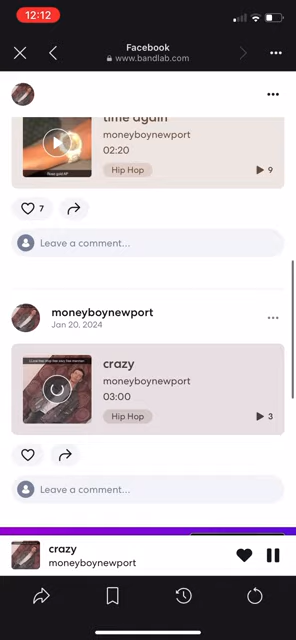 12:12
Facebook
www.bandlab.com
time again
moneyboynewport
02:20
Hip Hop
9
7
Leave a comment...
moneyboynewport
Jan 20, 2024
crazy
moneyboynewport
03:00
Hip Hop
3
Leave a comment...
crazy
moneyboynewport